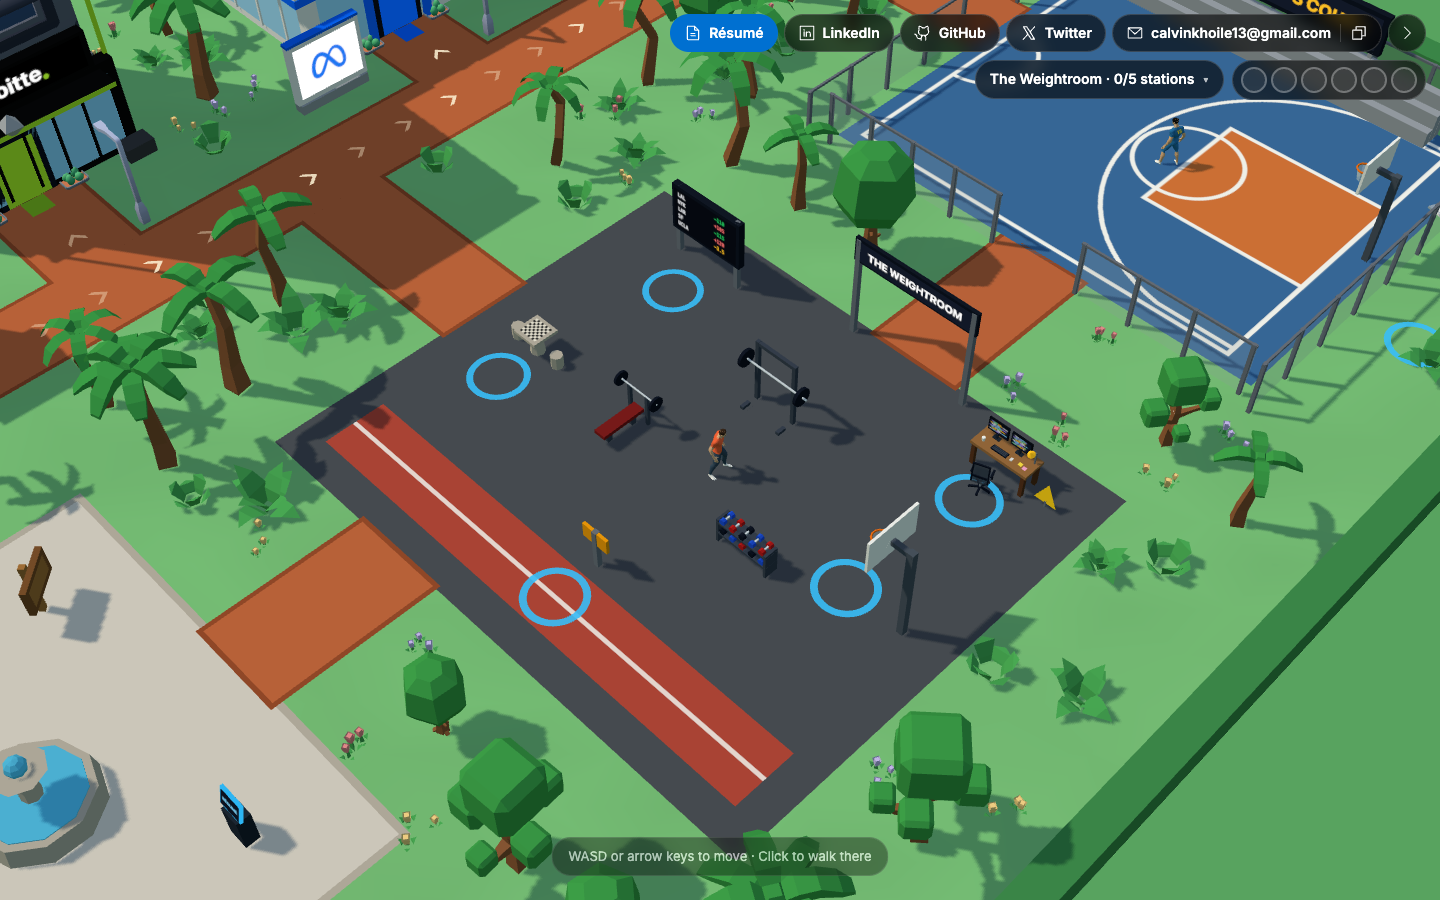 Résumé
LinkedIn
GitHub
Twitter
calvinkhoile13@gmail.com
The Weightroom · 0/5 stations
THE WEIGHTROOM
WASD or arrow keys to move · Click to walk there